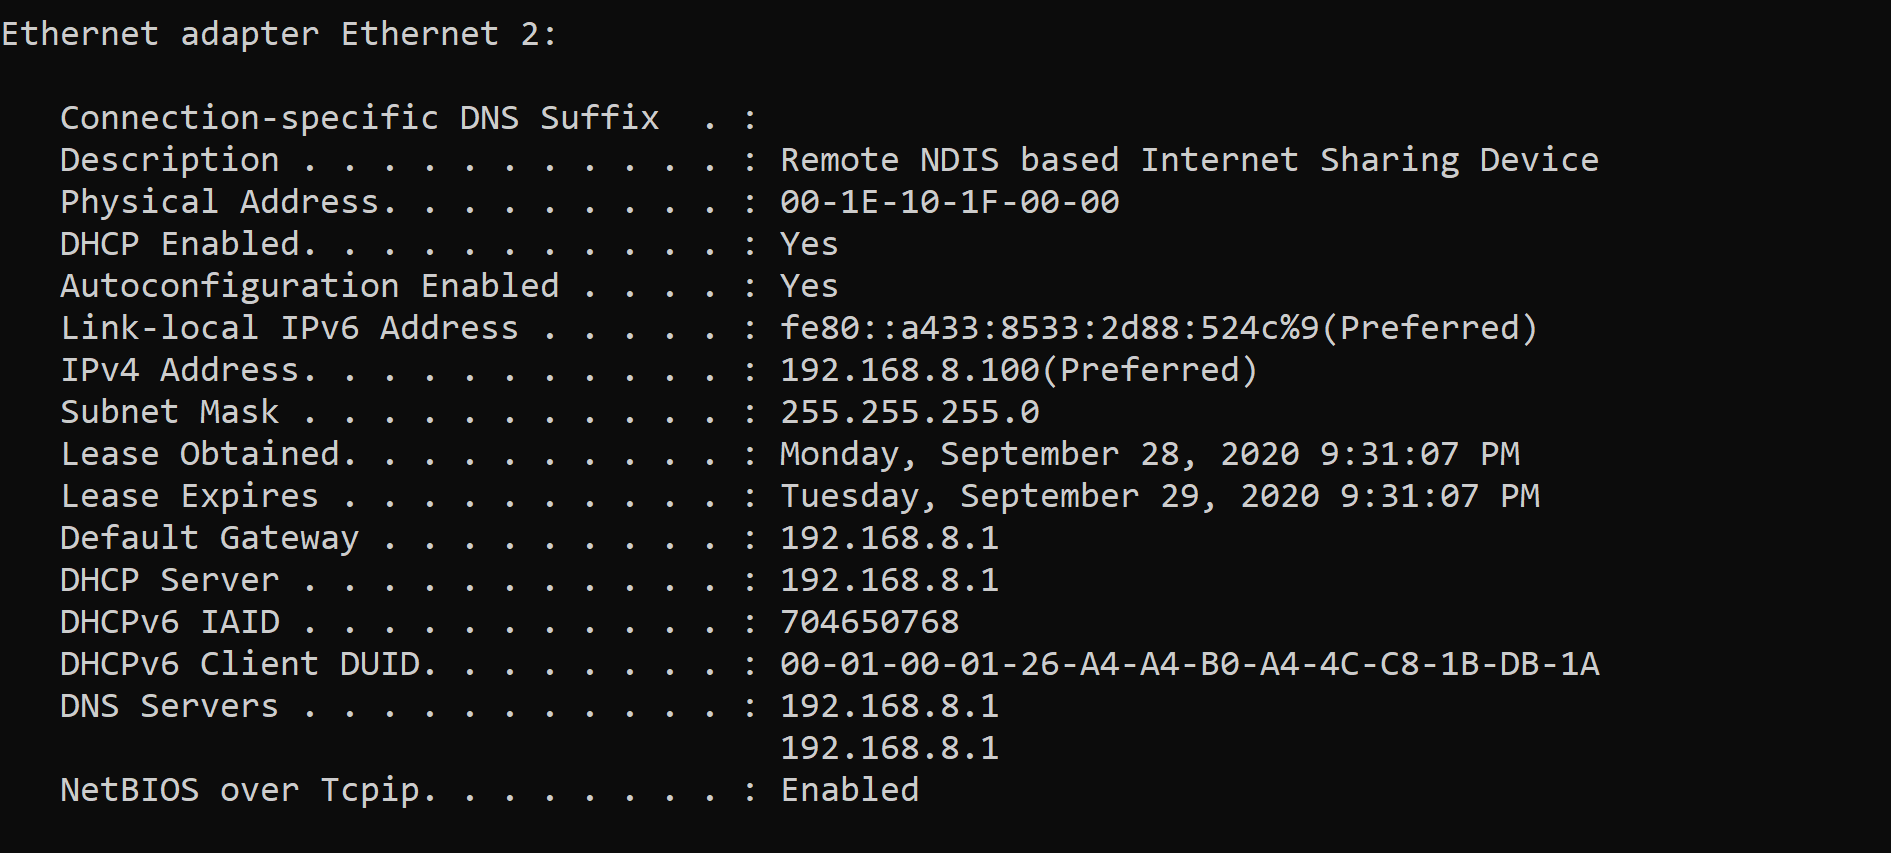 Ethernet adapter Ethernet 2:
Connection-specific DNS Suffix  . :
Description . . . . . . . . . . . : Remote NDIS based Internet Sharing Device
Physical Address. . . . . . . . . : 00-1E-10-1F-00-00
DHCP Enabled. . . . . . . . . . . : Yes
Autoconfiguration Enabled . . . . : Yes
Link-local IPv6 Address . . . . . : fe80::a433:8533:2d88:524c%9(Preferred)
IPv4 Address. . . . . . . . . . . : 192.168.8.100(Preferred)
Subnet Mask . . . . . . . . . . . : 255.255.255.0
Lease Obtained. . . . . . . . . . : Monday, September 28, 2020 9:31:07 PM
Lease Expires . . . . . . . . . . : Tuesday, September 29, 2020 9:31:07 PM
Default Gateway . . . . . . . . . : 192.168.8.1
DHCP Server . . . . . . . . . . . : 192.168.8.1
DHCPv6 IAID . . . . . . . . . . . : 704650768
DHCPv6 Client DUID. . . . . . . . : 00-01-00-01-26-A4-A4-B0-A4-4C-C8-1B-DB-1A
DNS Servers . . . . . . . . . . . : 192.168.8.1
192.168.8.1
NetBIOS over Tcpip. . . . . . . . : Enabled